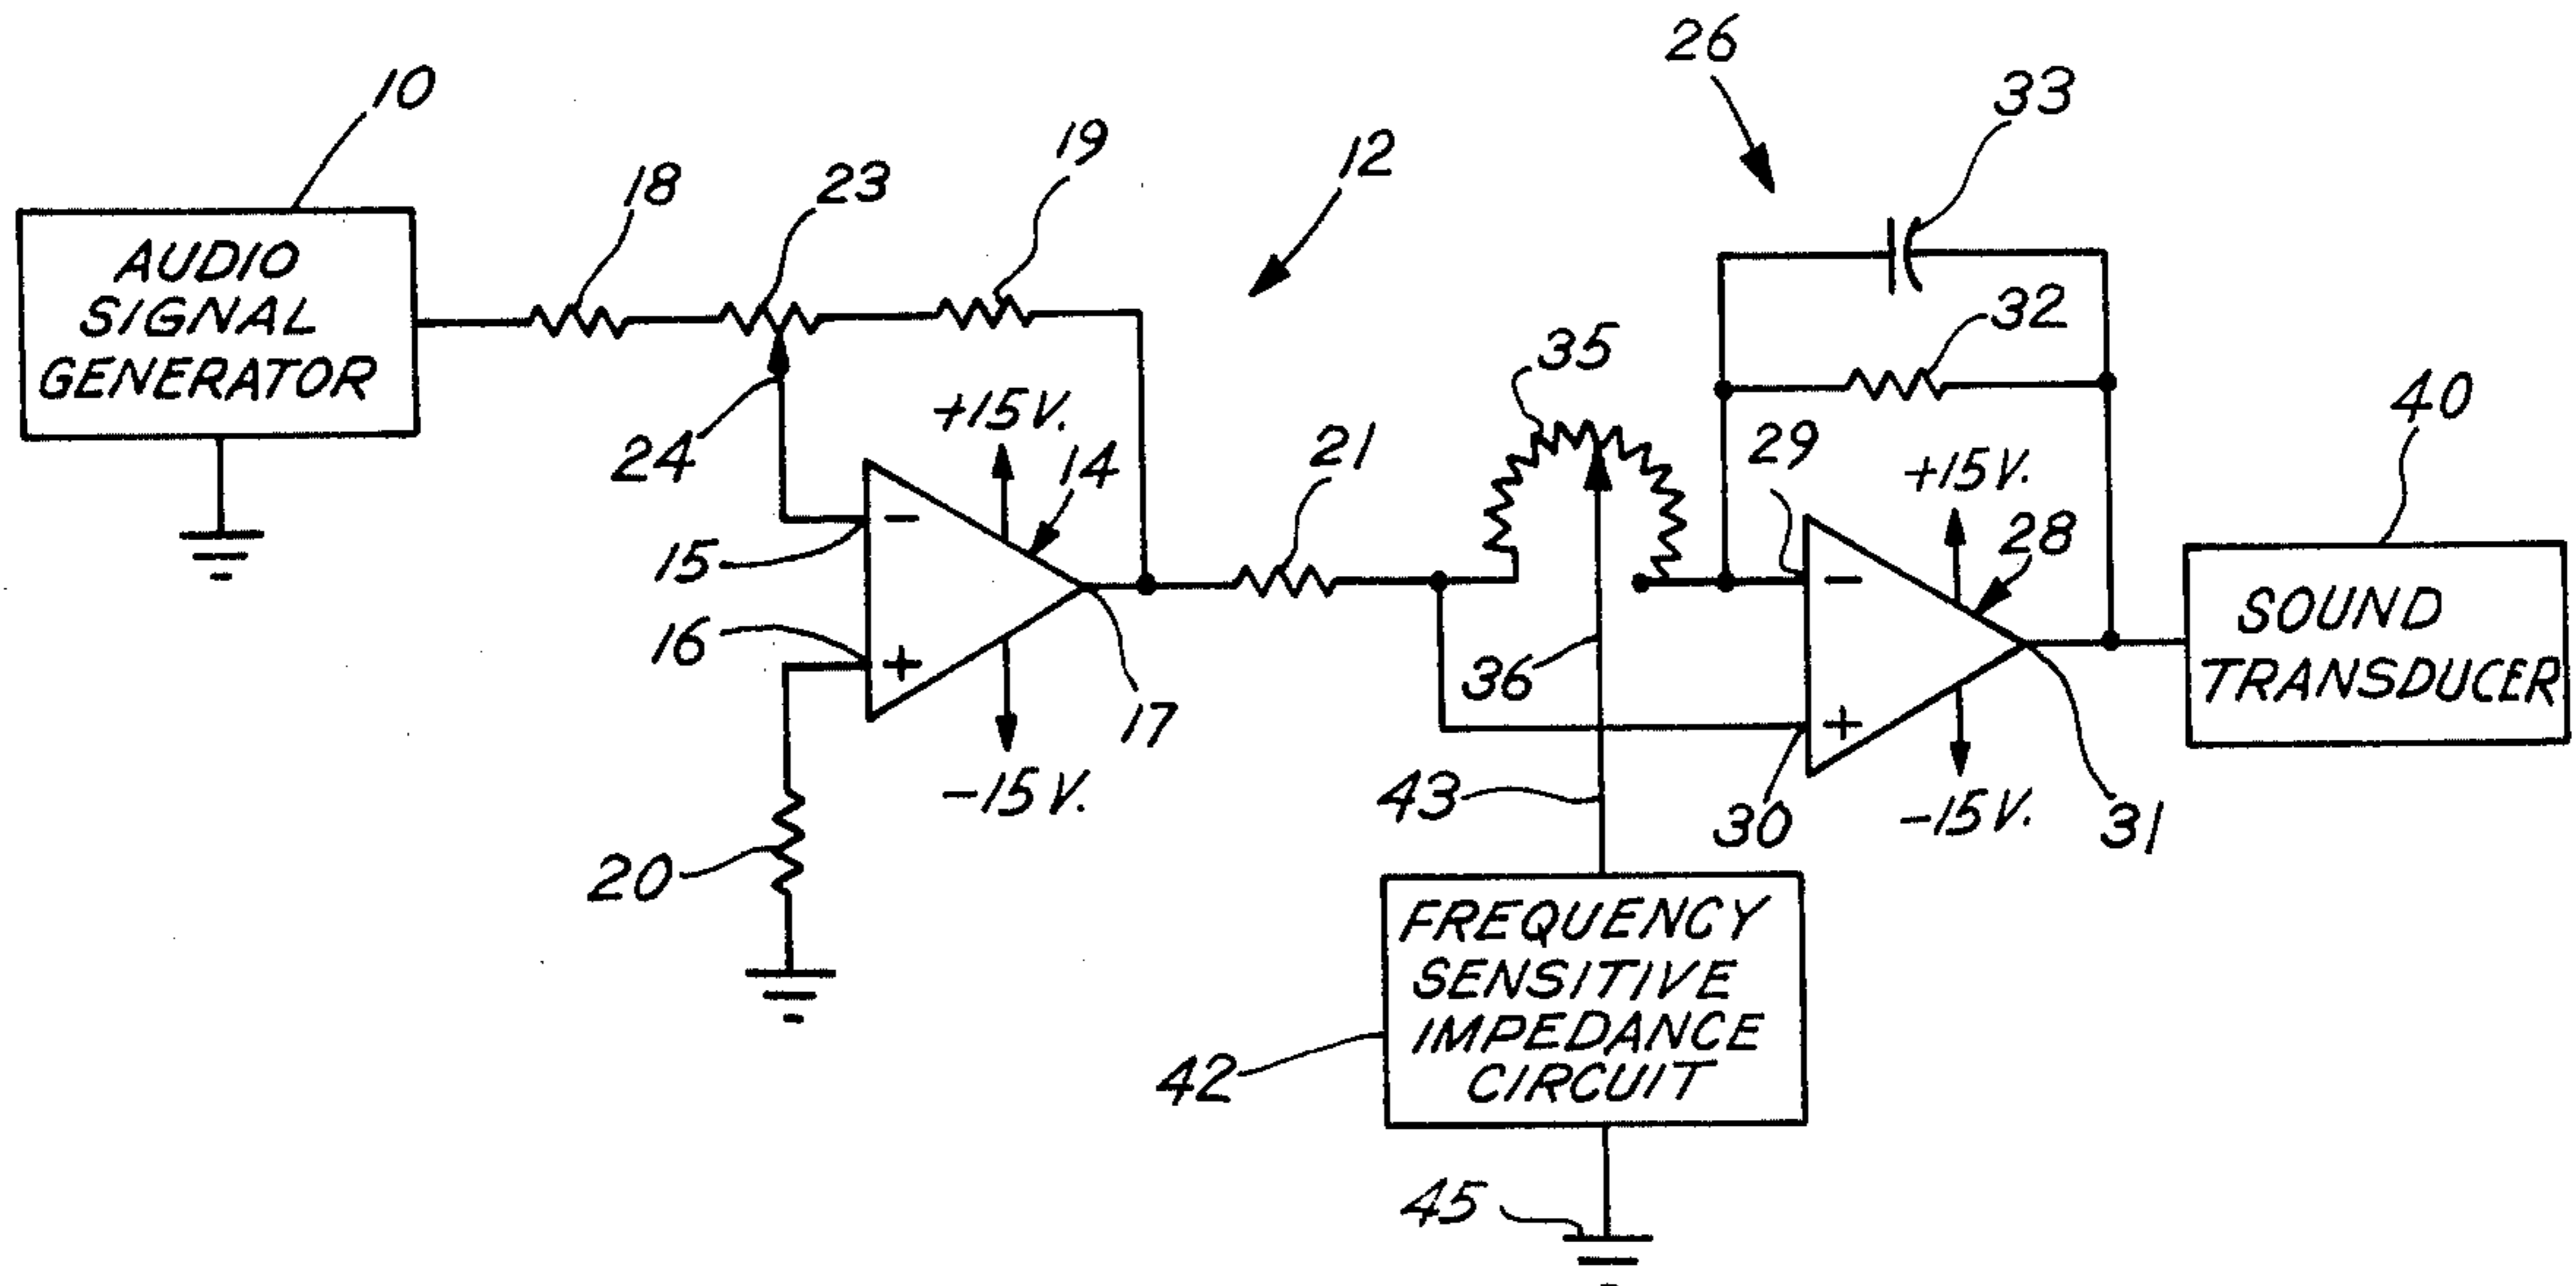 10
AUDIO
SIGNAL
GENERATOR
18
23
19
12
24
+15V.
14
15
-
16
+
17
-15V.
20
21
26
33
32
35
29
+15V.
28
-
36
+
30
-15V.
31
40
SOUND
TRANSDUCER
43
FREQUENCY
SENSITIVE
IMPEDANCE
CIRCUIT
42
45